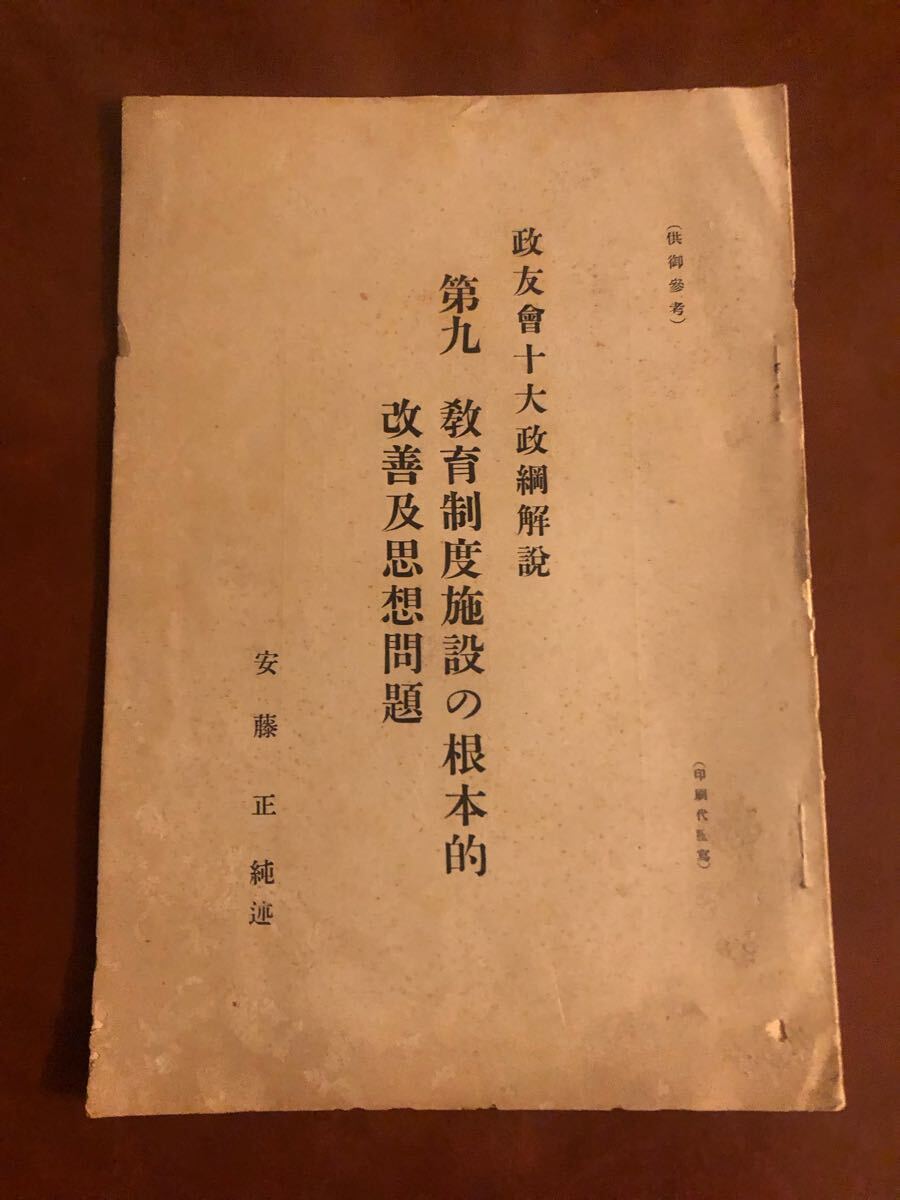 （供御參考）
（印刷代謄寫）
政友會十大政綱解說
第九 教育制度施設の根本的
改善及思想問題
安藤正純述